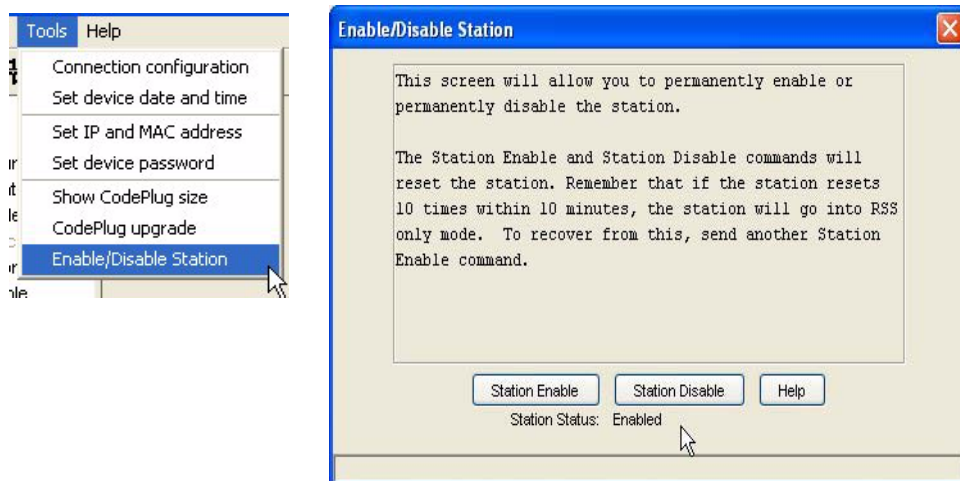 Tools Help
Connection configuration
Set device date and time
Set IP and MAC address
Set device password
Show CodePlug size
CodePlug upgrade
Enable/Disable Station
Enable/Disable Station
This screen will allow you to permanently enable or
permanently disable the station.
The Station Enable and Station Disable commands will
reset the station. Remember that if the station resets
10 times within 10 minutes, the station will go into RSS
only mode. To recover from this, send another Station
Enable command.
Station Enable Station Disable Help
Station Status: Enabled